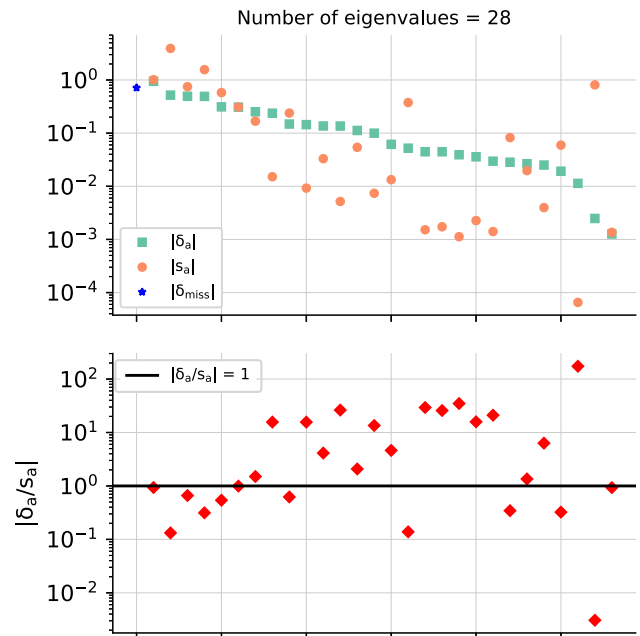 Number of eigenvalues = 28
10⁰
10⁻¹
10⁻²
10⁻³
10⁻⁴
|δₐ|
|sₐ|
|δₘᵢₛₛ|
10²
10¹
10⁰
10⁻¹
10⁻²
|δₐ/sₐ|
|δₐ/sₐ| = 1